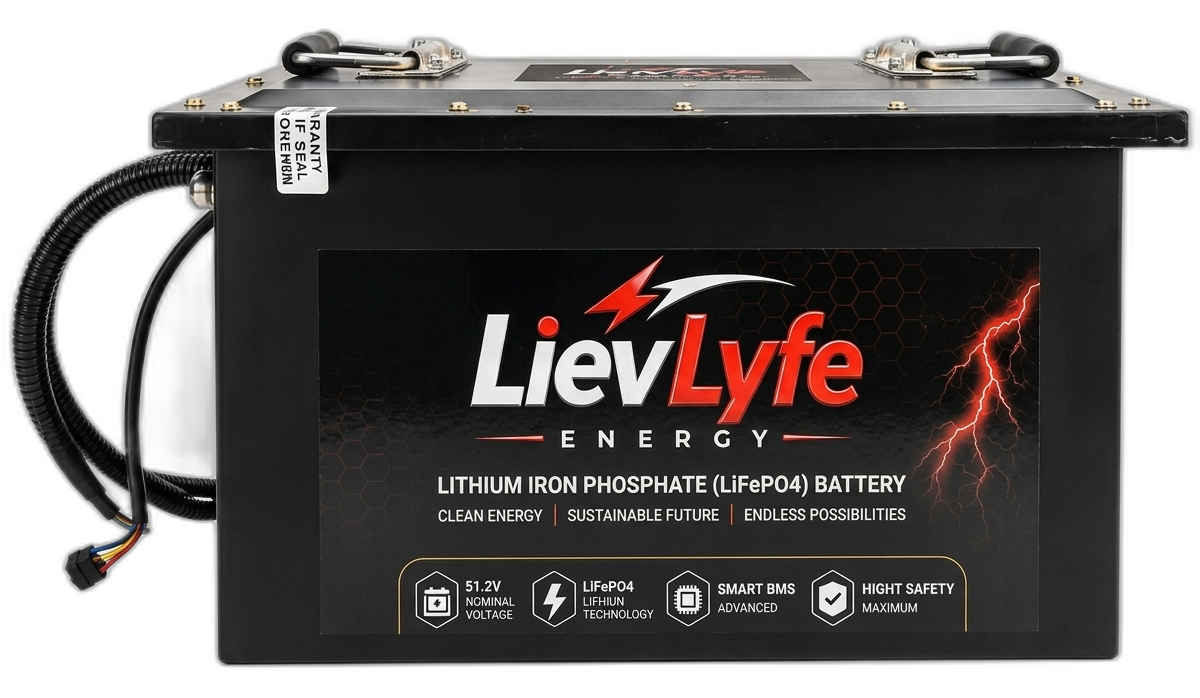 LievLyfe
RANTY
IF SEAL
LievLyfe
ENERGY
LITHIUM IRON PHOSPHATE (LiFePO4) BATTERY
CLEAN ENERGY | SUSTAINABLE FUTURE | ENDLESS POSSIBILITIES
51.2V
NOMINAL
VOLTAGE
LiFePO4
LIFHIUN
TECHNOLOGY
SMART BMS
ADVANCED
HIGHT SAFETY
MAXIMUM